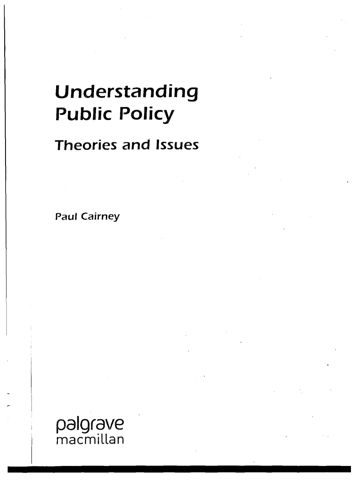 Understanding
Public Policy
Theories and Issues
Paul Cairney
palgrave
macmillan